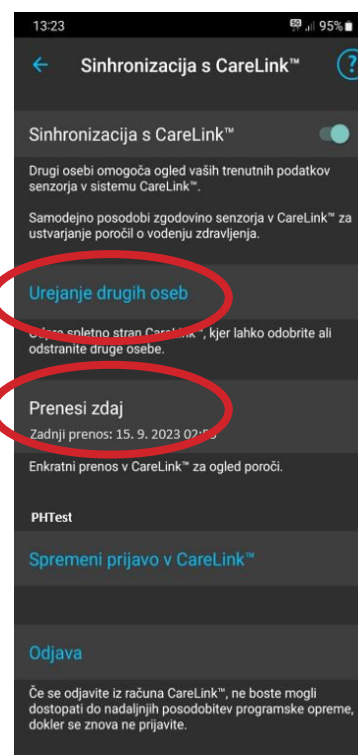 13:23 95%
Sinhronizacija s CareLink™ ?
Sinhronizacija s CareLink™
Drugi osebi omogoča ogled vaših trenutnih podatkov
senzorja v sistemu CareLink™.
Samodejno posodobi zgodovino senzorja v CareLink™ za
ustvarjanje poročil o vodenju zdravljenja.
Urejanje drugih oseb
spletno stran CareLink™, kjer lahko odobrite ali
odstranite druge osebe.
Prenesi zdaj
Zadnji prenos: 15. 9. 2023 02:
Enkratni prenos v CareLink™ za ogled poroči.
PHTest
Spremeni prijavo v CareLink™
Odjava
Če se odjavite iz računa CareLink™, ne boste mogli
dostopati do nadaljnjih posodobitev programske opreme,
dokler se znova ne prijavite.